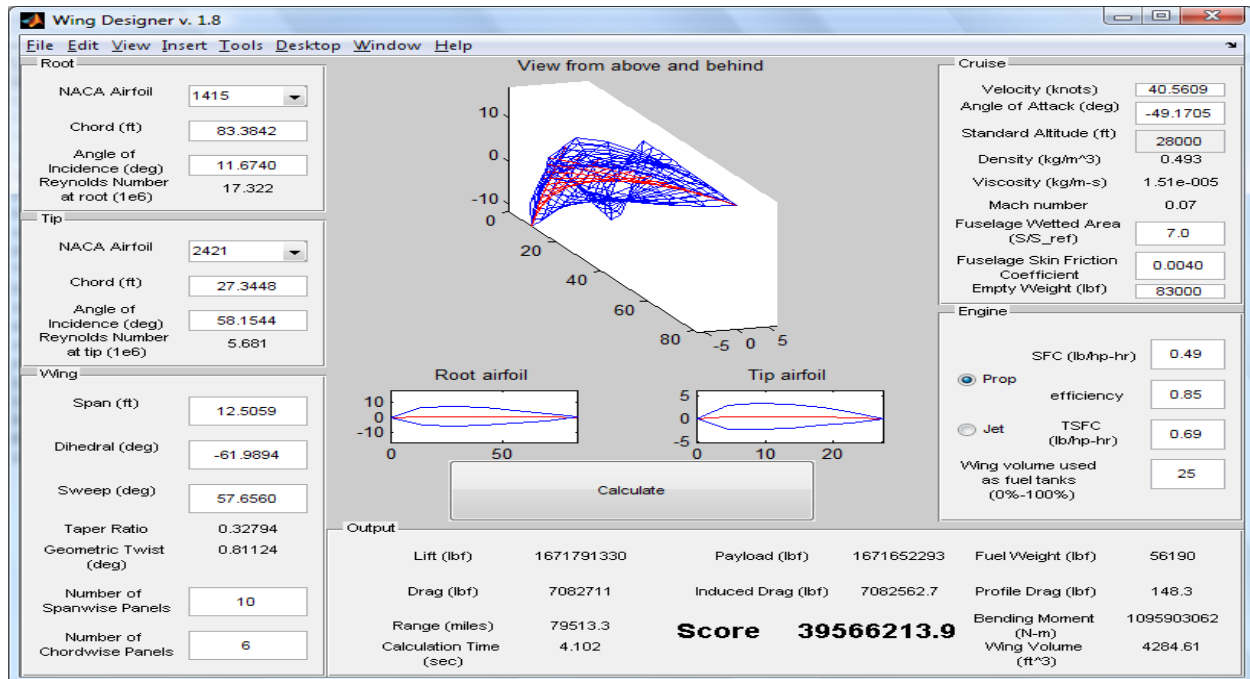 Wing Designer v. 1.8
File Edit View Insert Tools Desktop Window Help
Root
NACA Airfoil 1415
Chord (ft) 83.3842
Angle of
Incidence (deg) 11.6740
Reynolds Number
at root (1e6) 17.322
Tip
NACA Airfoil 2421
Chord (ft) 27.3448
Angle of
Incidence (deg) 58.1544
Reynolds Number
at tip (1e6) 5.681
Wing
Span (ft) 12.5059
Dihedral (deg) -61.9894
Sweep (deg) 57.6560
Taper Ratio 0.32794
Geometric Twist
(deg) 0.81124
Number of
Spanwise Panels 10
Number of
Chordwise Panels 6
View from above and behind
10
0
-10
0
20
40
60
80
-5 0 5
Root airfoil
10
0
-10
0 50
Tip airfoil
5
0
-5
0 10 20
Calculate
Cruise
Velocity (knots) 40.5609
Angle of Attack (deg) -49.1705
Standard Altitude (ft) 28000
Density (kg/m^3) 0.493
Viscosity (kg/m-s) 1.51e-005
Mach number 0.07
Fuselage Wetted Area
(S/S_ref) 7.0
Fuselage Skin Friction
Coefficient 0.0040
Empty Weight (lbf) 83000
Engine
SFC (lb/hp-hr) 0.49
Prop
efficiency 0.85
Jet
TSFC
(lb/hp-hr) 0.69
Wing volume used
as fuel tanks
(0%-100%) 25
Output
Lift (lbf) 1671791330 Payload (lbf) 1671652293 Fuel Weight (lbf) 56190
Drag (lbf) 7082711 Induced Drag (lbf) 7082562.7 Profile Drag (lbf) 148.3
Range (miles) 79513.3 Score 39566213.9 Bending Moment
(N-m) 1095903062
Calculation Time
(sec) 4.102 Wing Volume
(ft^3) 4284.61